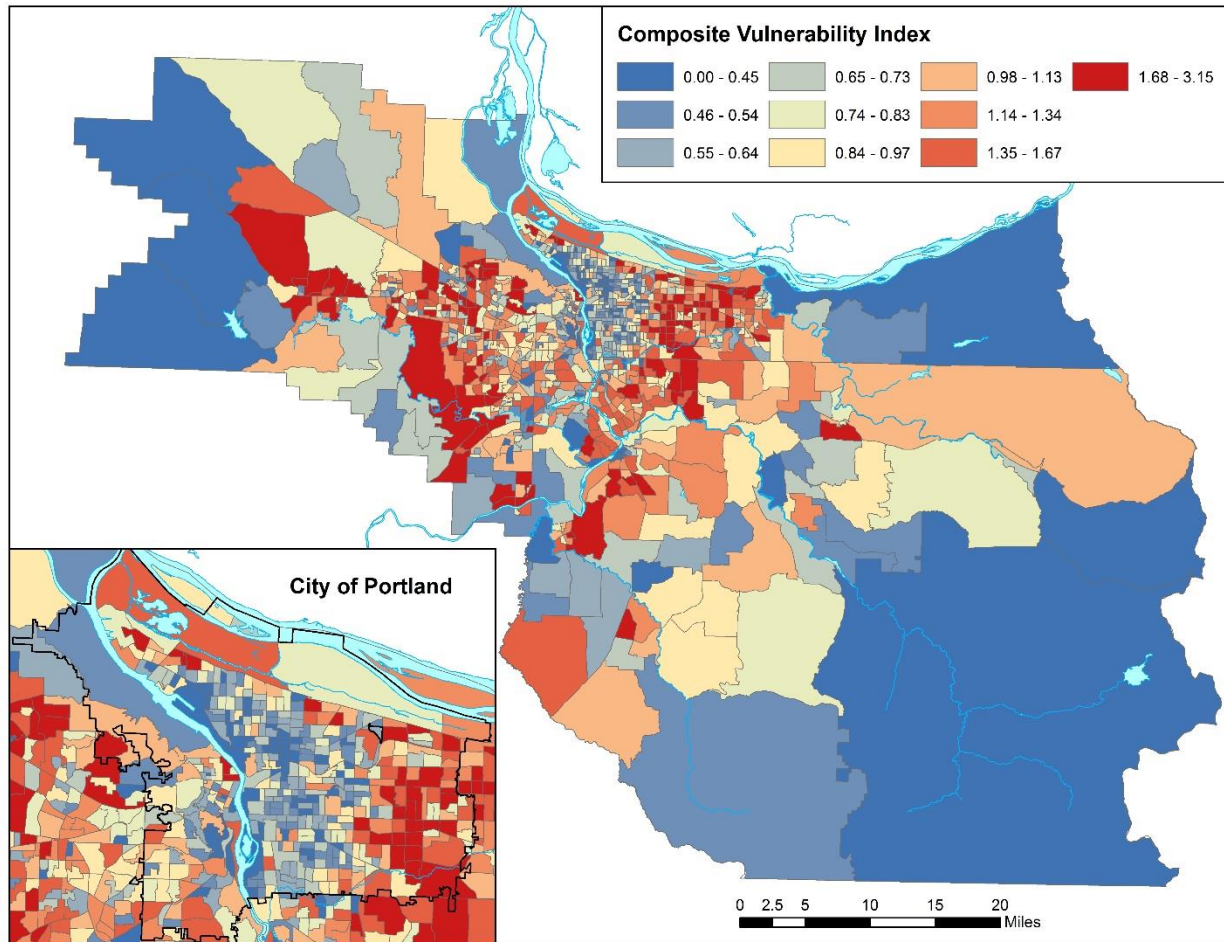 Composite Vulnerability Index
0.00 - 0.45
0.65 - 0.73
0.98 - 1.13
1.68 - 3.15
0.46 - 0.54
0.74 - 0.83
1.14 - 1.34
0.55 - 0.64
0.84 - 0.97
1.35 - 1.67
City of Portland
0 2.5 5 10 15 20
Miles